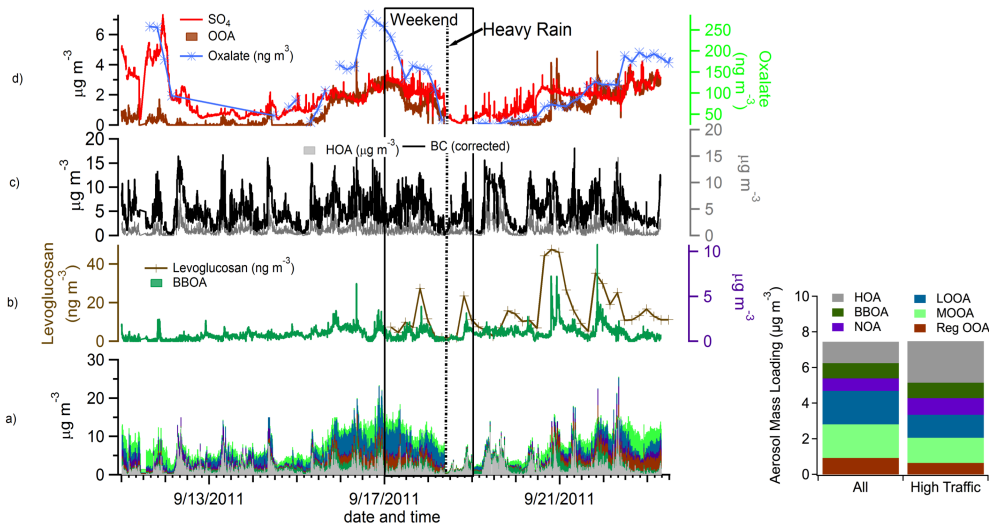 d)
µg m⁻³
6
4
2
0
SO₄
OOA
Oxalate (ng m³)
Weekend
Heavy Rain
250
200
150
100
50
Oxalate
(ng m⁻³)
c)
µg m⁻³
20
15
10
5
0
HOA (µg m⁻³)
BC (corrected)
20
15
10
5
0
µg m⁻³
b)
Levoglucosan
(ng m⁻³)
40
20
0
Levoglucosan (ng m⁻³)
BBOA
10
5
0
µg m⁻³
a)
µg m⁻³
30
20
10
0
9/13/2011
9/17/2011
9/21/2011
date and time
Aerosol Mass Loading (µg m⁻³)
10
8
6
4
2
0
HOA
BBOA
NOA
LOOA
MOOA
Reg OOA
All
High Traffic